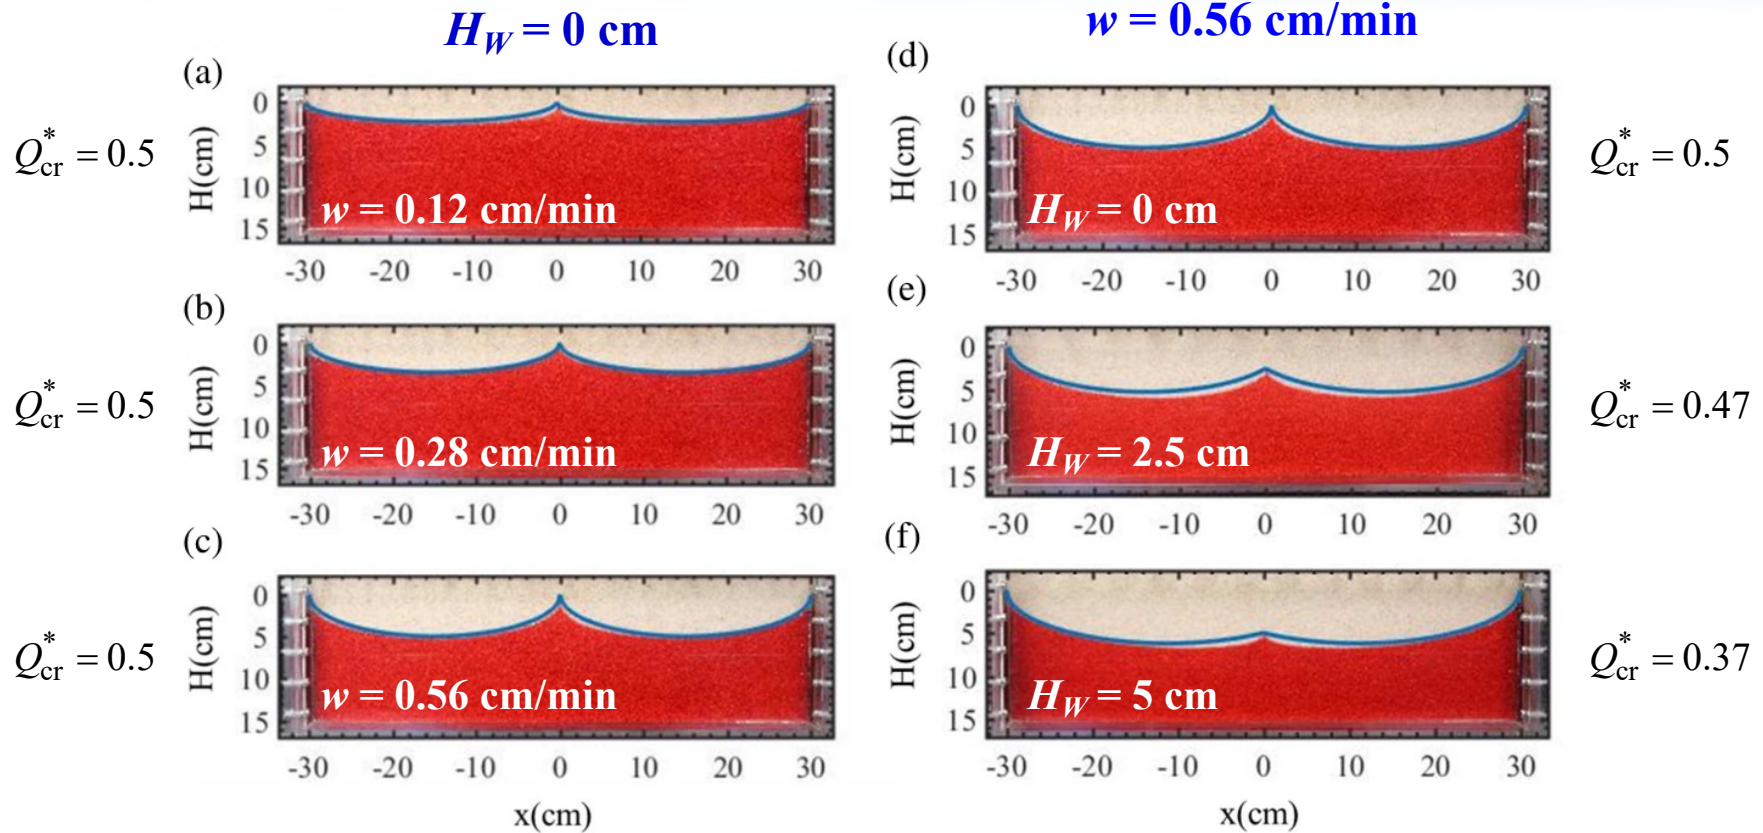 H_W = 0 cm
w = 0.56 cm/min
(a)
Q*cr = 0.5
H(cm)
0
5
10
15
w = 0.12 cm/min
-30 -20 -10 0 10 20 30
(b)
Q*cr = 0.5
H(cm)
0
5
10
15
w = 0.28 cm/min
-30 -20 -10 0 10 20 30
(c)
Q*cr = 0.5
H(cm)
0
5
10
15
w = 0.56 cm/min
-30 -20 -10 0 10 20 30
x(cm)
(d)
H(cm)
0
5
10
15
H_W = 0 cm
Q*cr = 0.5
-30 -20 -10 0 10 20 30
(e)
H(cm)
0
5
10
15
H_W = 2.5 cm
Q*cr = 0.47
-30 -20 -10 0 10 20 30
(f)
H(cm)
0
5
10
15
H_W = 5 cm
Q*cr = 0.37
-30 -20 -10 0 10 20 30
x(cm)